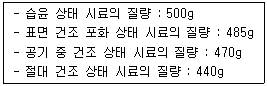 - 습윤 상태 시료의 질량 : 500g
- 표면 건조 포화 상태 시료의 질량 : 485g
- 공기 중 건조 상태 시료의 질량 : 470g
- 절대 건조 상태 시료의 질량 : 440g